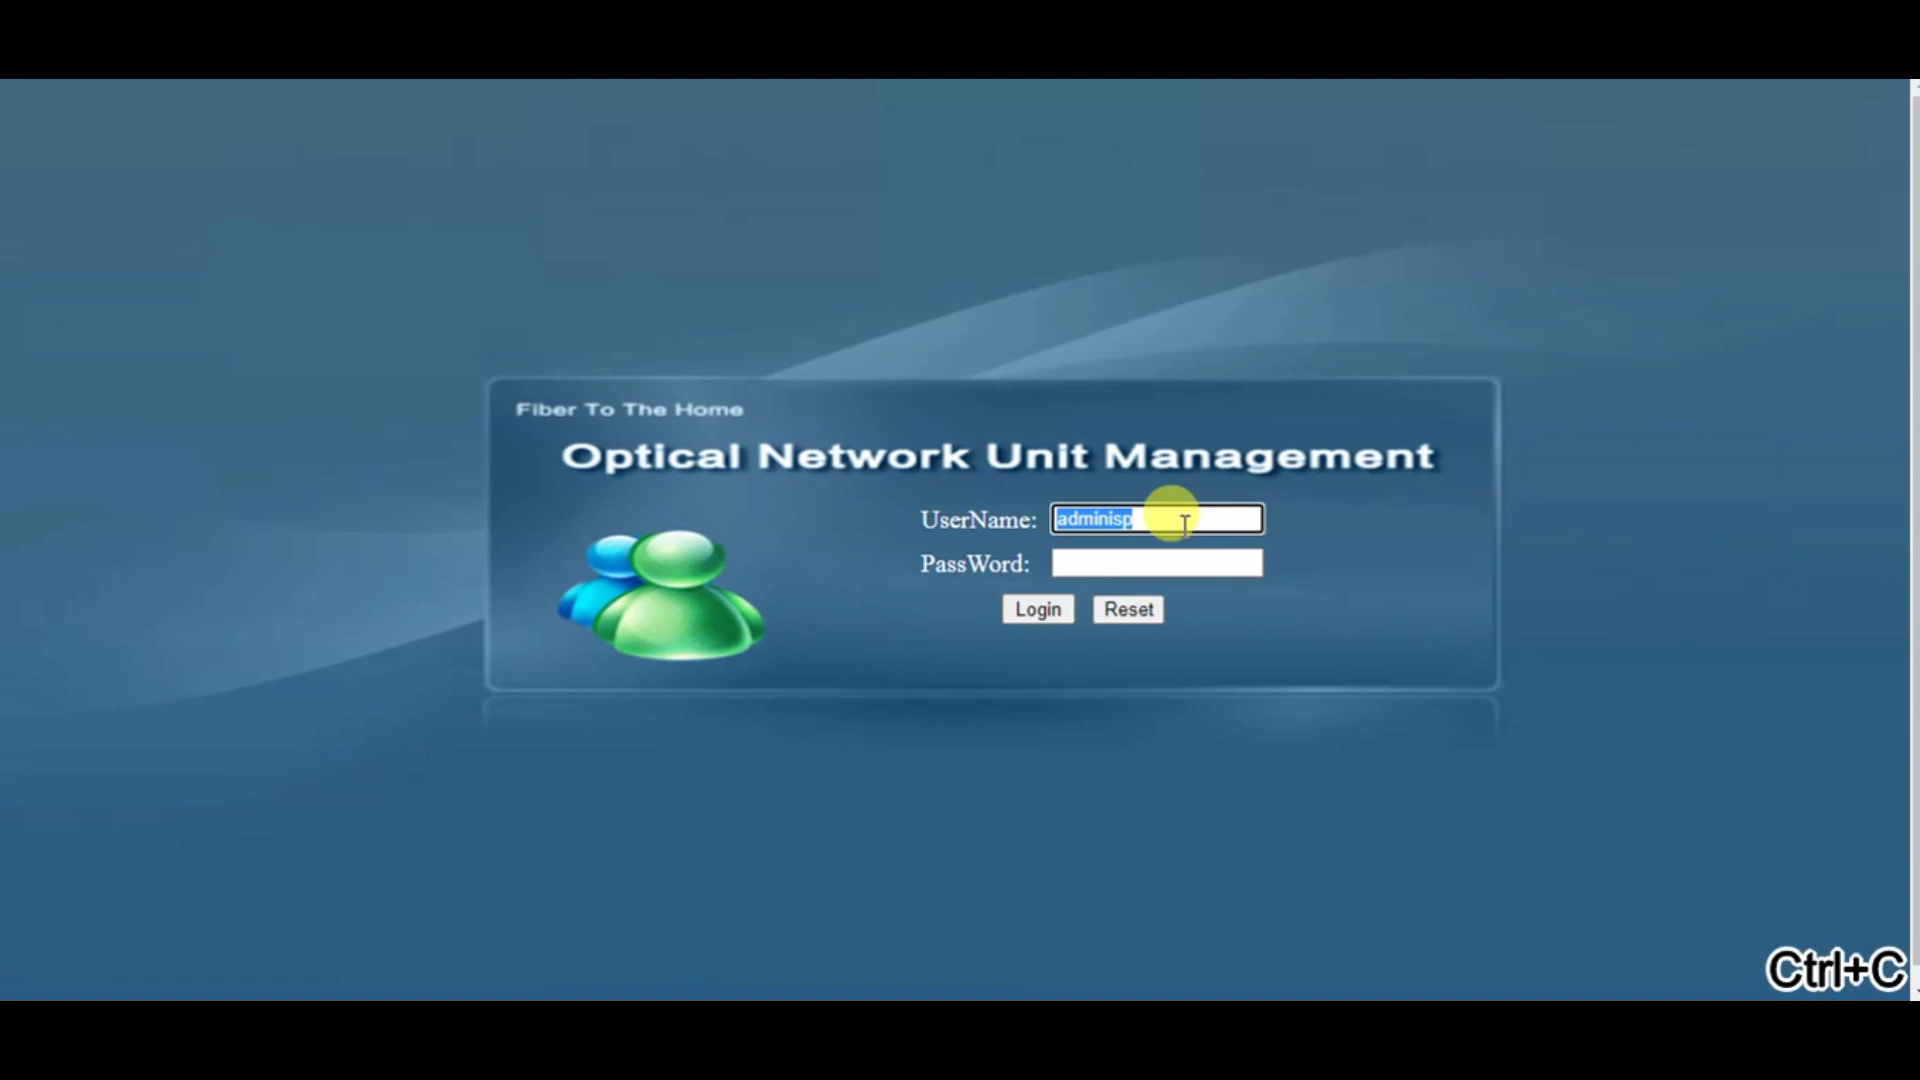 Fiber To The Home
Optical Network Unit Management
UserName: adminisp
PassWord:
Login Reset
Ctrl+C